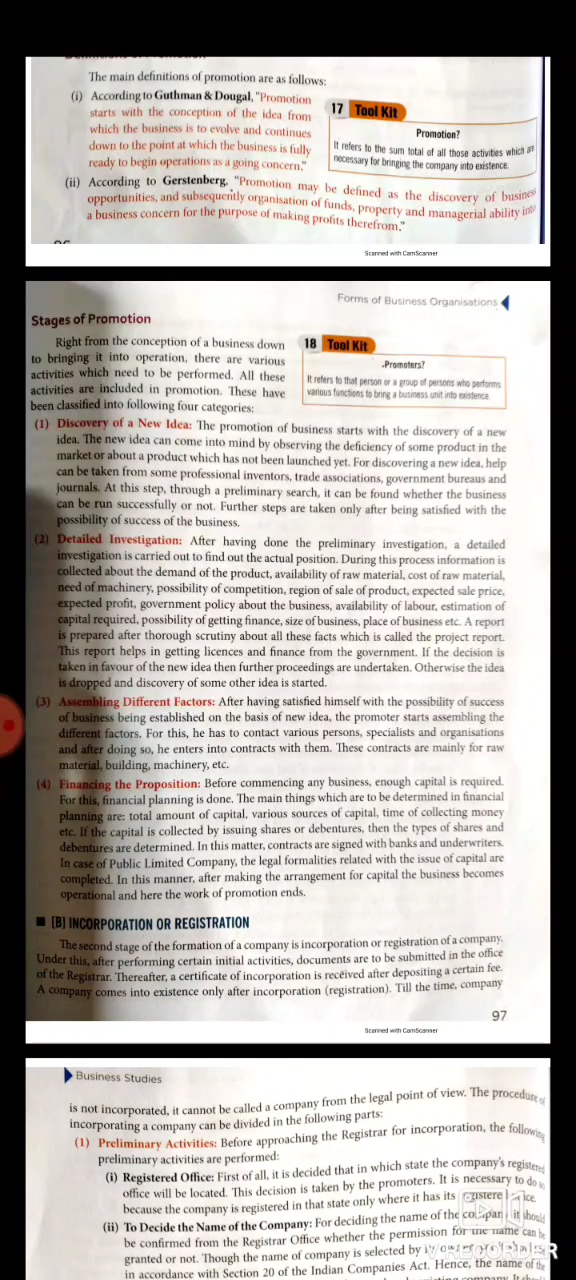 The main definitions of promotion are as follows:
(i) According to Guthman & Dougal, "Promotion
starts with the conception of the idea from
which the business is to evolve and continues
down to the point at which the business is fully
ready to begin operations as a going concern."
17 Tool Kit
Promotion?
It refers to the sum total of all those activities which are
necessary for bringing the company into existence.
(ii) According to Gerstenberg, "Promotion may be defined as the discovery of business
opportunities, and subsequently organisation of funds, property and managerial ability into
a business concern for the purpose of making profits therefrom."
Scanned with CamScanner
Forms of Business Organisations
Stages of Promotion
Right from the conception of a business down
to bringing it into operation, there are various
activities which need to be performed. All these
activities are included in promotion. These have
been classified into following four categories:
18 Tool Kit
Promoters?
It refers to that person or a group of persons who performs
various functions to bring a business unit into existence.
(1) Discovery of a New Idea: The promotion of business starts with the discovery of a new
idea. The new idea can come into mind by observing the deficiency of some product in the
market or about a product which has not been launched yet. For discovering a new idea, help
can be taken from some professional inventors, trade associations, government bureaus and
journals. At this step, through a preliminary search, it can be found whether the business
can be run successfully or not. Further steps are taken only after being satisfied with the
possibility of success of the business.
(2) Detailed Investigation: After having done the preliminary investigation, a detailed
investigation is carried out to find out the actual position. During this process information is
collected about the demand of the product, availability of raw material, cost of raw material,
need of machinery, possibility of competition, region of sale of product, expected sale price,
expected profit, government policy about the business, availability of labour, estimation of
capital required, possibility of getting finance, size of business, place of business etc. A report
is prepared after thorough scrutiny about all these facts which is called the project report.
This report helps in getting licences and finance from the government. If the decision is
taken in favour of the new idea then further proceedings are undertaken. Otherwise the idea
is dropped and discovery of some other idea is started.
(3) Assembling Different Factors: After having satisfied himself with the possibility of success
of business being established on the basis of new idea, the promoter starts assembling the
different factors. For this, he has to contact various persons, specialists and organisations
and after doing so, he enters into contracts with them. These contracts are mainly for raw
material, building, machinery, etc.
(4) Financing the Proposition: Before commencing any business, enough capital is required.
For this, financial planning is done. The main things which are to be determined in financial
planning are: total amount of capital, various sources of capital, time of collecting money
etc. If the capital is collected by issuing shares or debentures, then the types of shares and
debentures are determined. In this matter, contracts are signed with banks and underwriters.
In case of Public Limited Company, the legal formalities related with the issue of capital are
completed. In this manner, after making the arrangement for capital the business becomes
operational and here the work of promotion ends.
[B] INCORPORATION OR REGISTRATION
The second stage of the formation of a company is incorporation or registration of a company.
Under this, after performing certain initial activities, documents are to be submitted in the office
of the Registrar. Thereafter, a certificate of incorporation is received after depositing a certain fee.
A company comes into existence only after incorporation (registration). Till the time, company
97
Scanned with CamScanner
Business Studies
is not incorporated, it cannot be called a company from the legal point of view. The procedure of
incorporating a company can be divided in the following parts:
(1) Preliminary Activities: Before approaching the Registrar for incorporation, the following
preliminary activities are performed:
(i) Registered Office: First of all, it is decided that in which state the company's registered
office will be located. This decision is taken by the promoters. It is necessary to do so
because the company is registered in that state only where it has its
(ii) To Decide the Name of the Company: For deciding the name of the company it should
be confirmed from the Registrar Office whether the permission for the name can be
granted or not. Though the name of company is selected by
in accordance with Section 20 of the Indian Companies Act. Hence, the name of the
V RECORDER